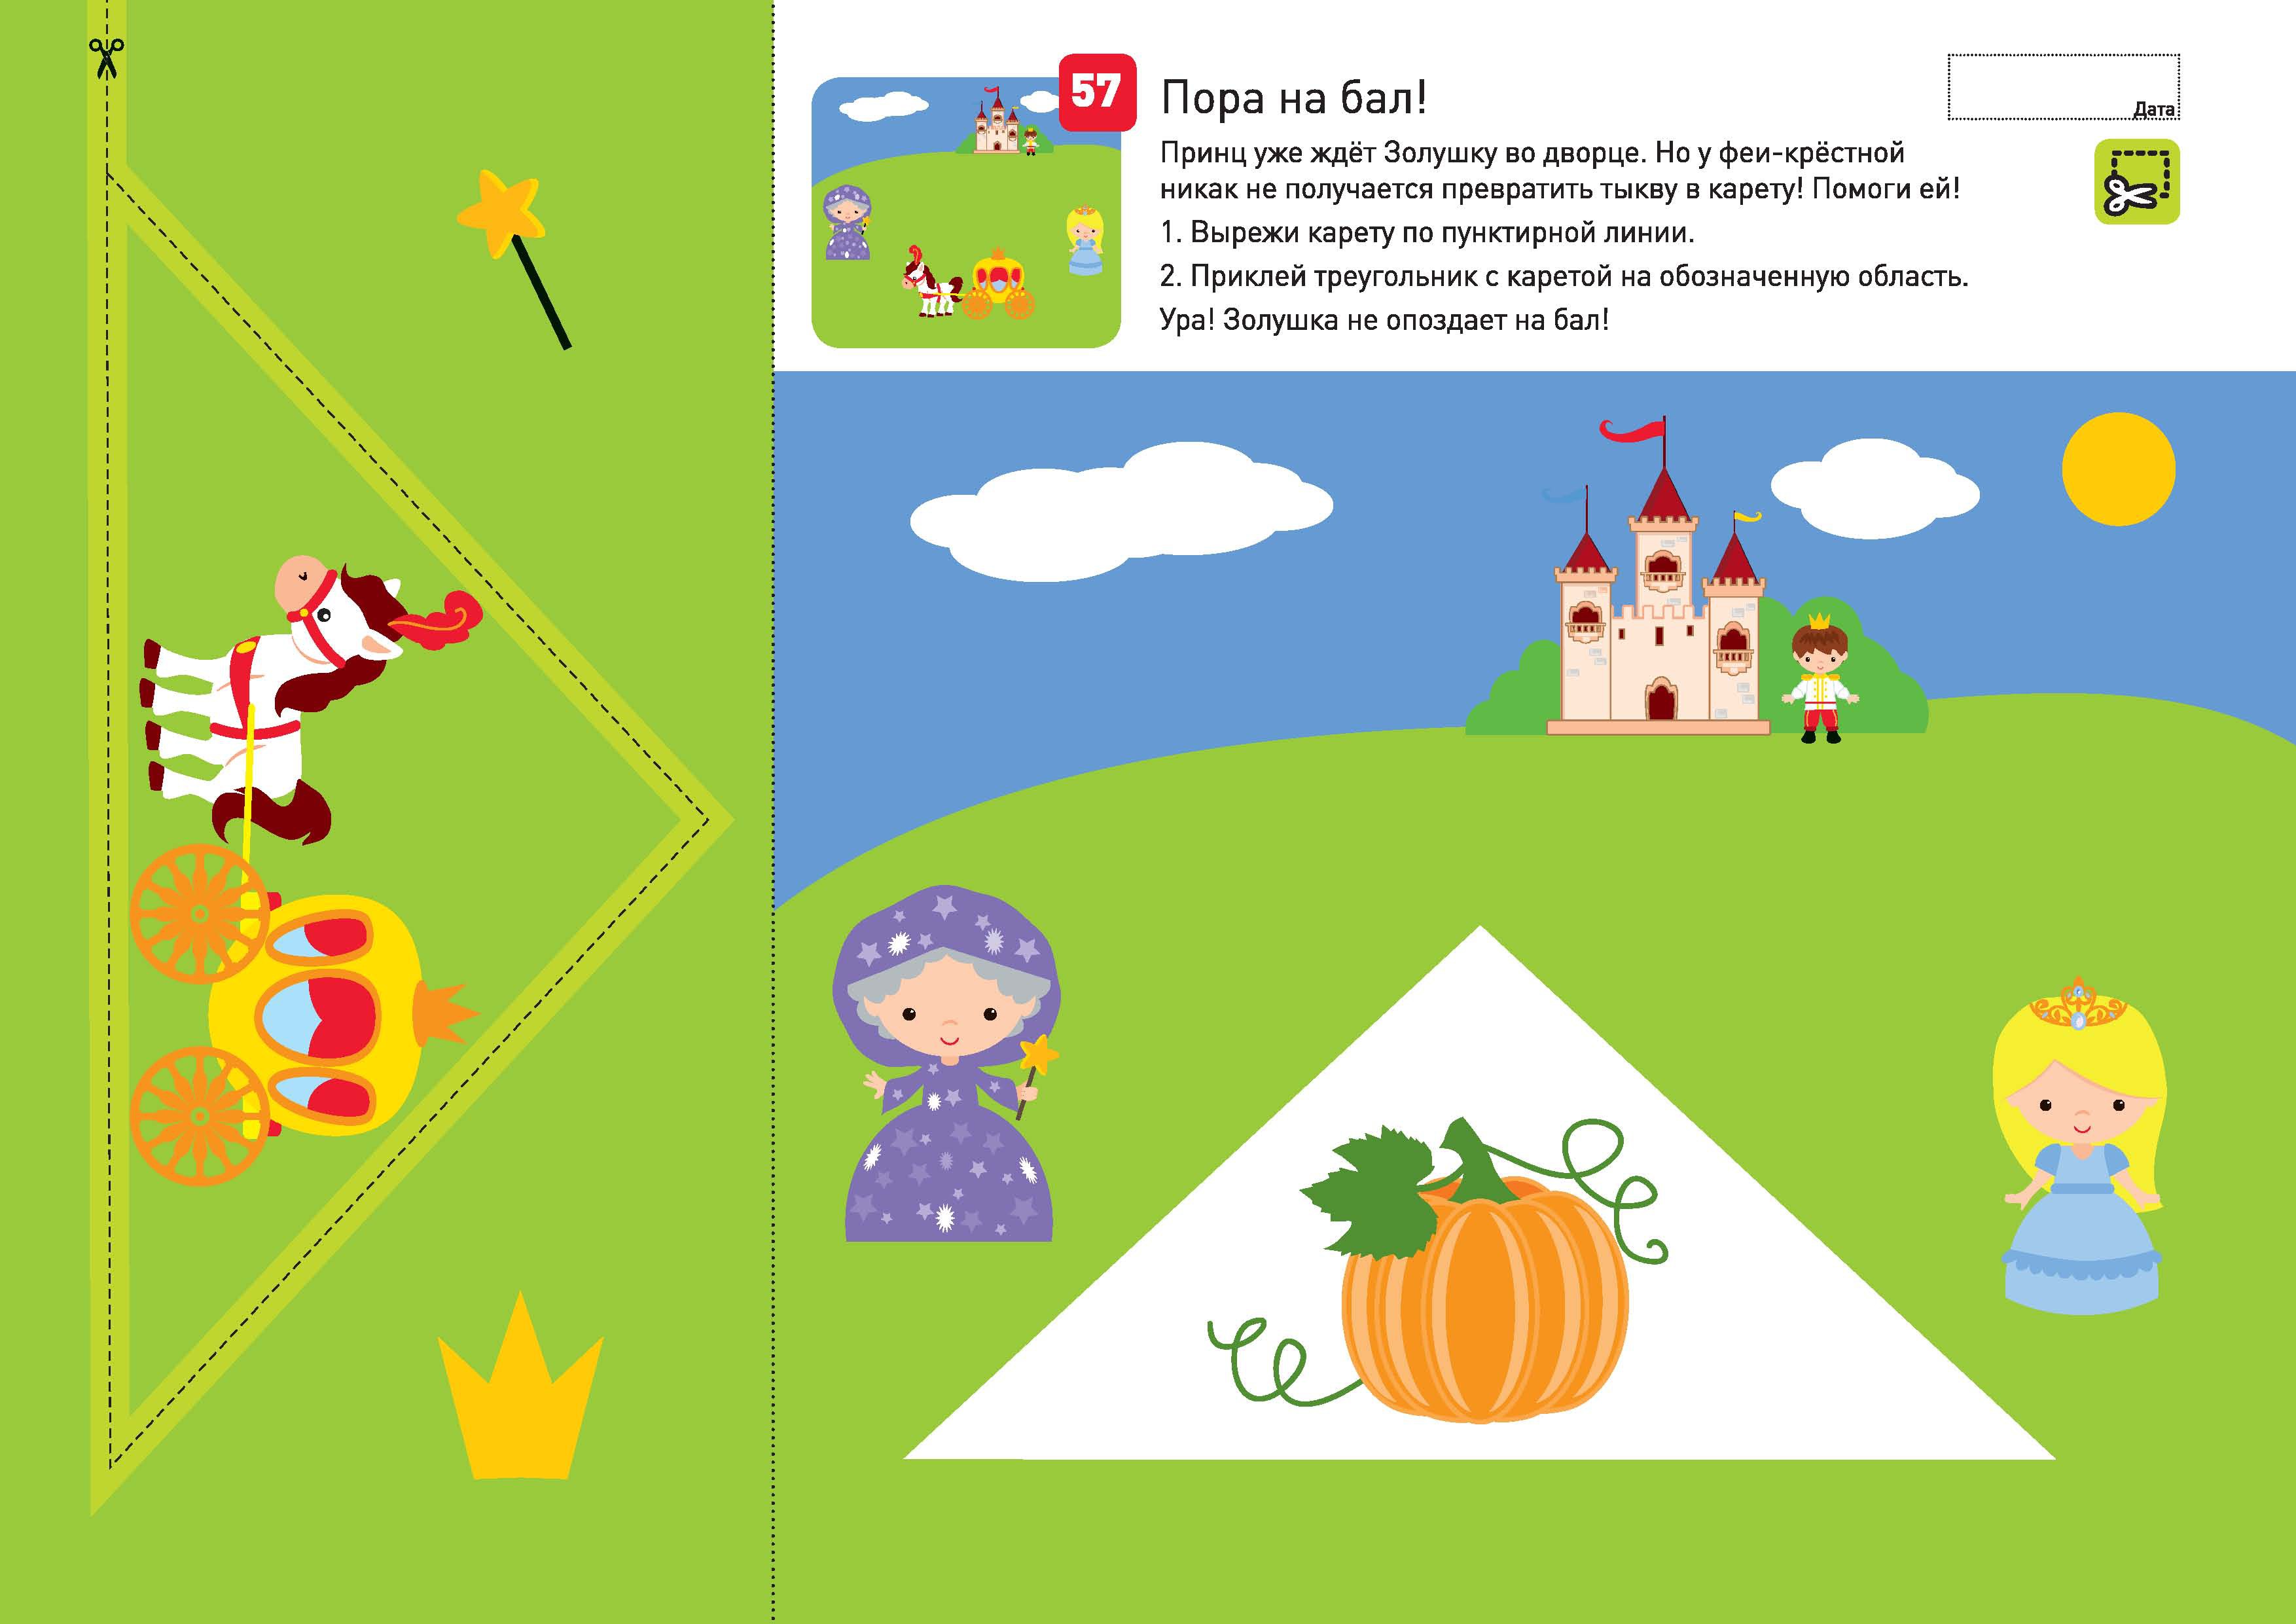 57
Пора на бал!
Дата
Принц уже ждёт Золушку во дворце. Но у феи-крёстной
никак не получается превратить тыкву в карету! Помоги ей!
1. Вырежи карету по пунктирной линии.
2. Приклей треугольник с каретой на обозначенную область.
Ура! Золушка не опоздает на бал!